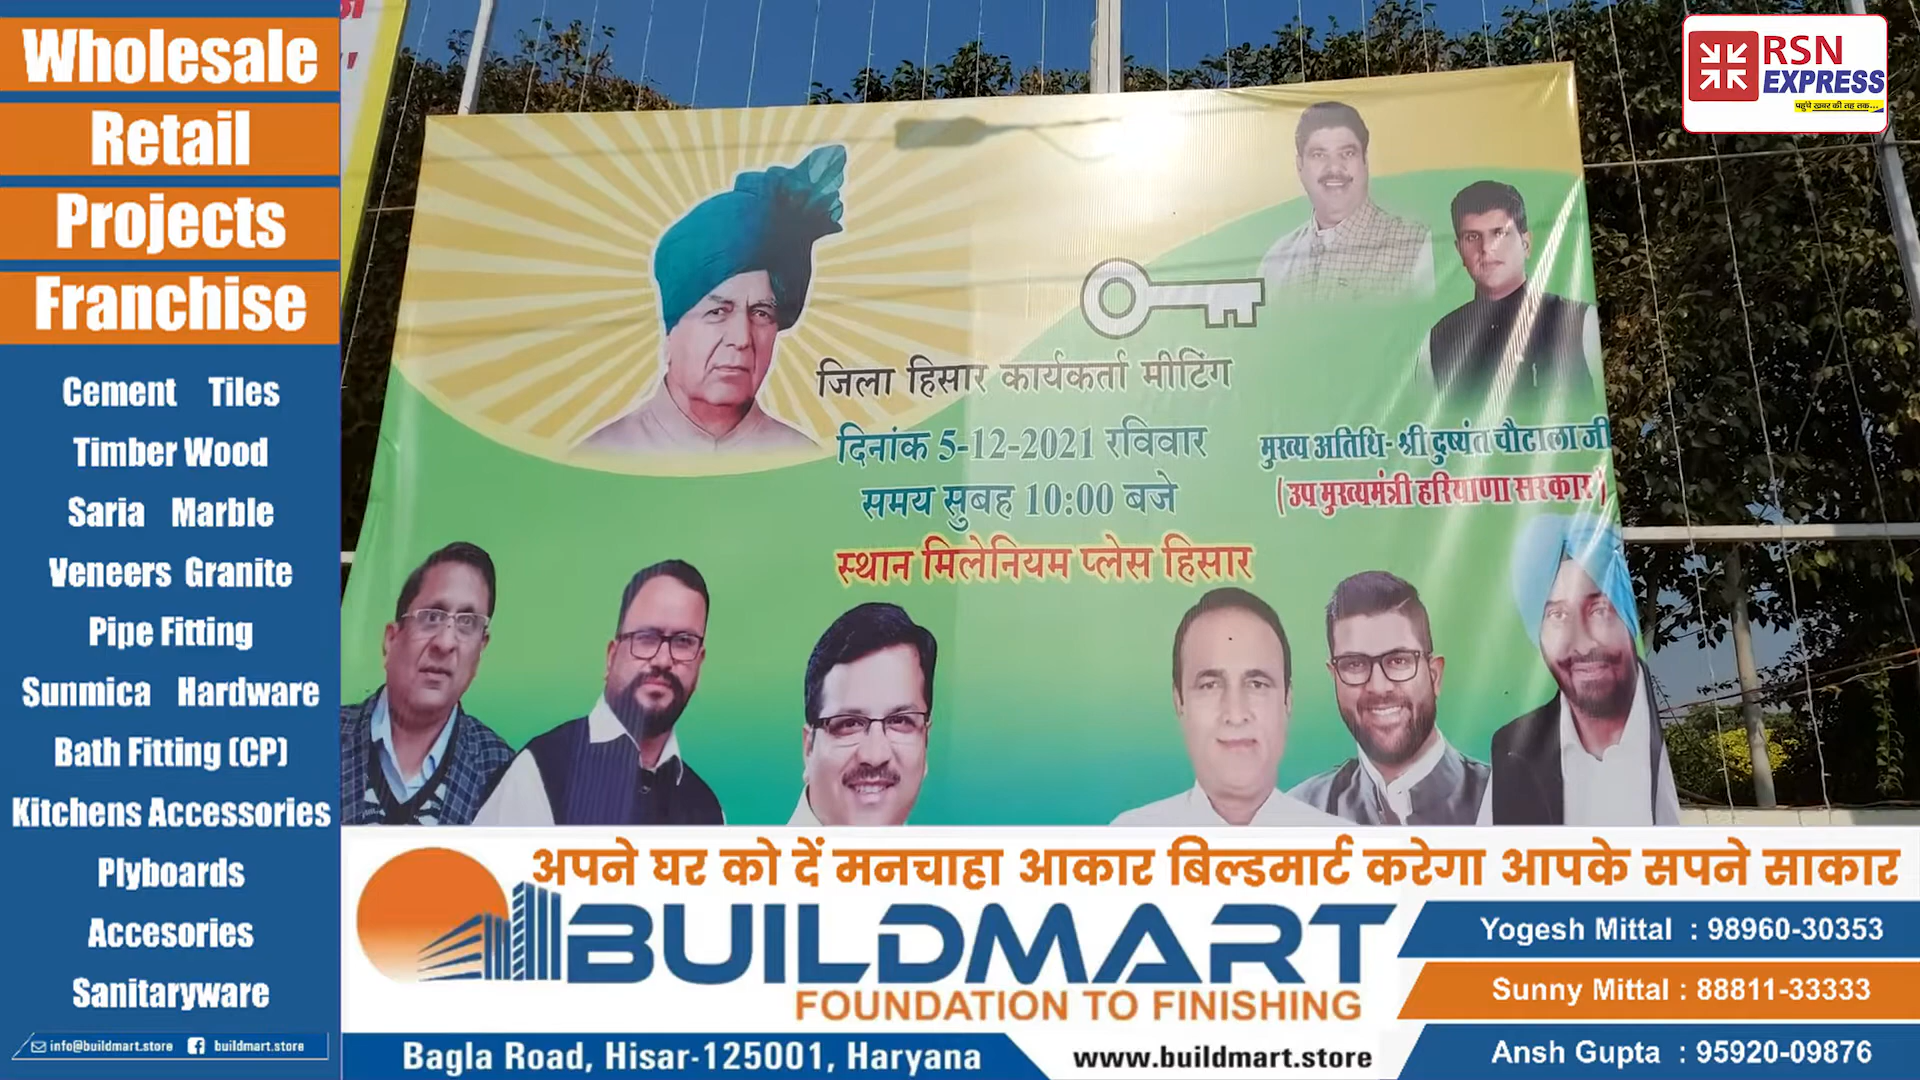 Wholesale
Retail
Projects
Franchise
Cement Tiles
Timber Wood
Saria Marble
Veneers Granite
Pipe Fitting
Sunmica Hardware
Bath Fitting (CP)
Kitchens Accessories
Plyboards
Accesories
Sanitaryware
info@buildmart.store buildmart.store
RSN
EXPRESS
पहुंचे खबर की तह तक...
जिला हिसार कार्यकर्ता मीटिंग
दिनांक 5-12-2021 रविवार
समय सुबह 10:00 बजे
स्थान मिलेनियम प्लेस हिसार
मुख्य अतिथि- श्री दुष्यंत चौटाला जी
( उप मुख्यमंत्री हरियाणा सरकार )
अपने घर को दें मनचाहा आकार बिल्डमार्ट करेगा आपके सपने साकार
BUILDMART
FOUNDATION TO FINISHING
Yogesh Mittal : 98960-30353
Sunny Mittal : 88811-33333
Ansh Gupta : 95920-09876
Bagla Road, Hisar-125001, Haryana
www.buildmart.store